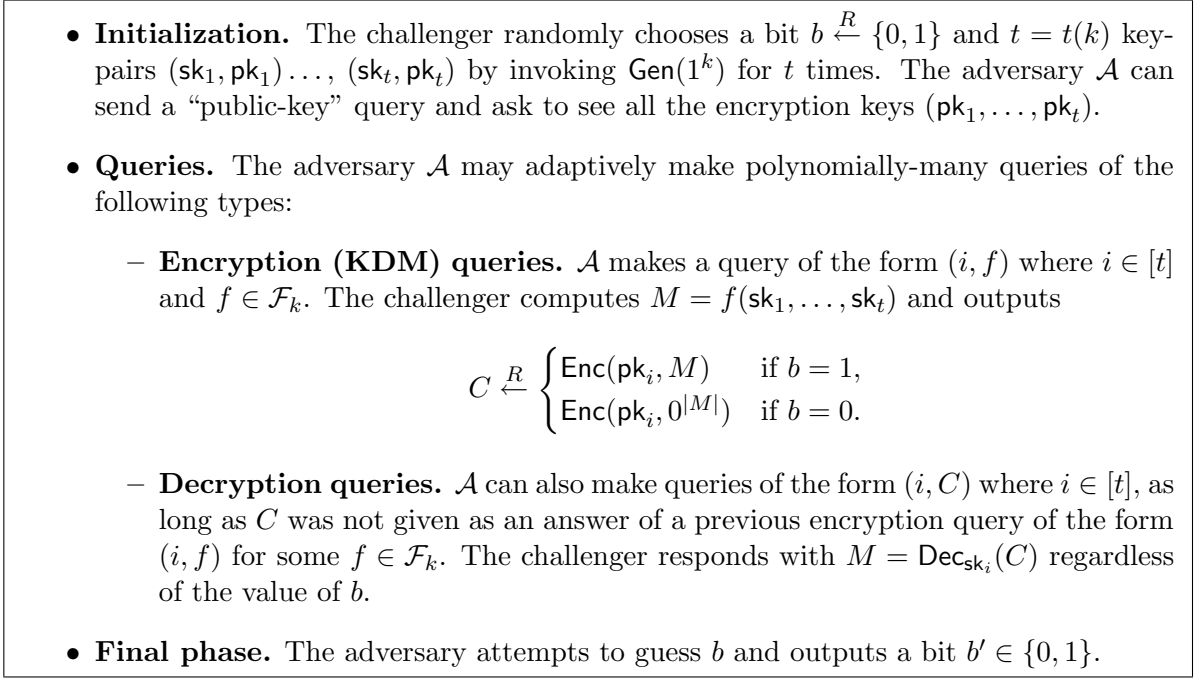 • Initialization. The challenger randomly chooses a bit b ←R {0, 1} and t = t(k) key-
pairs (sk₁, pk₁) . . . , (skₜ, pkₜ) by invoking Gen(1ᵏ) for t times. The adversary 𝒜 can
send a “public-key” query and ask to see all the encryption keys (pk₁, . . . , pkₜ).
• Queries. The adversary 𝒜 may adaptively make polynomially-many queries of the
following types:
– Encryption (KDM) queries. 𝒜 makes a query of the form (i, f) where i ∈ [t]
and f ∈ ℱₖ. The challenger computes M = f(sk₁, . . . , skₜ) and outputs
C ←R { Enc(pkᵢ, M) if b = 1,
Enc(pkᵢ, 0^{|M|}) if b = 0.
– Decryption queries. 𝒜 can also make queries of the form (i, C) where i ∈ [t], as
long as C was not given as an answer of a previous encryption query of the form
(i, f) for some f ∈ ℱₖ. The challenger responds with M = Dec_{skᵢ}(C) regardless
of the value of b.
• Final phase. The adversary attempts to guess b and outputs a bit b′ ∈ {0, 1}.